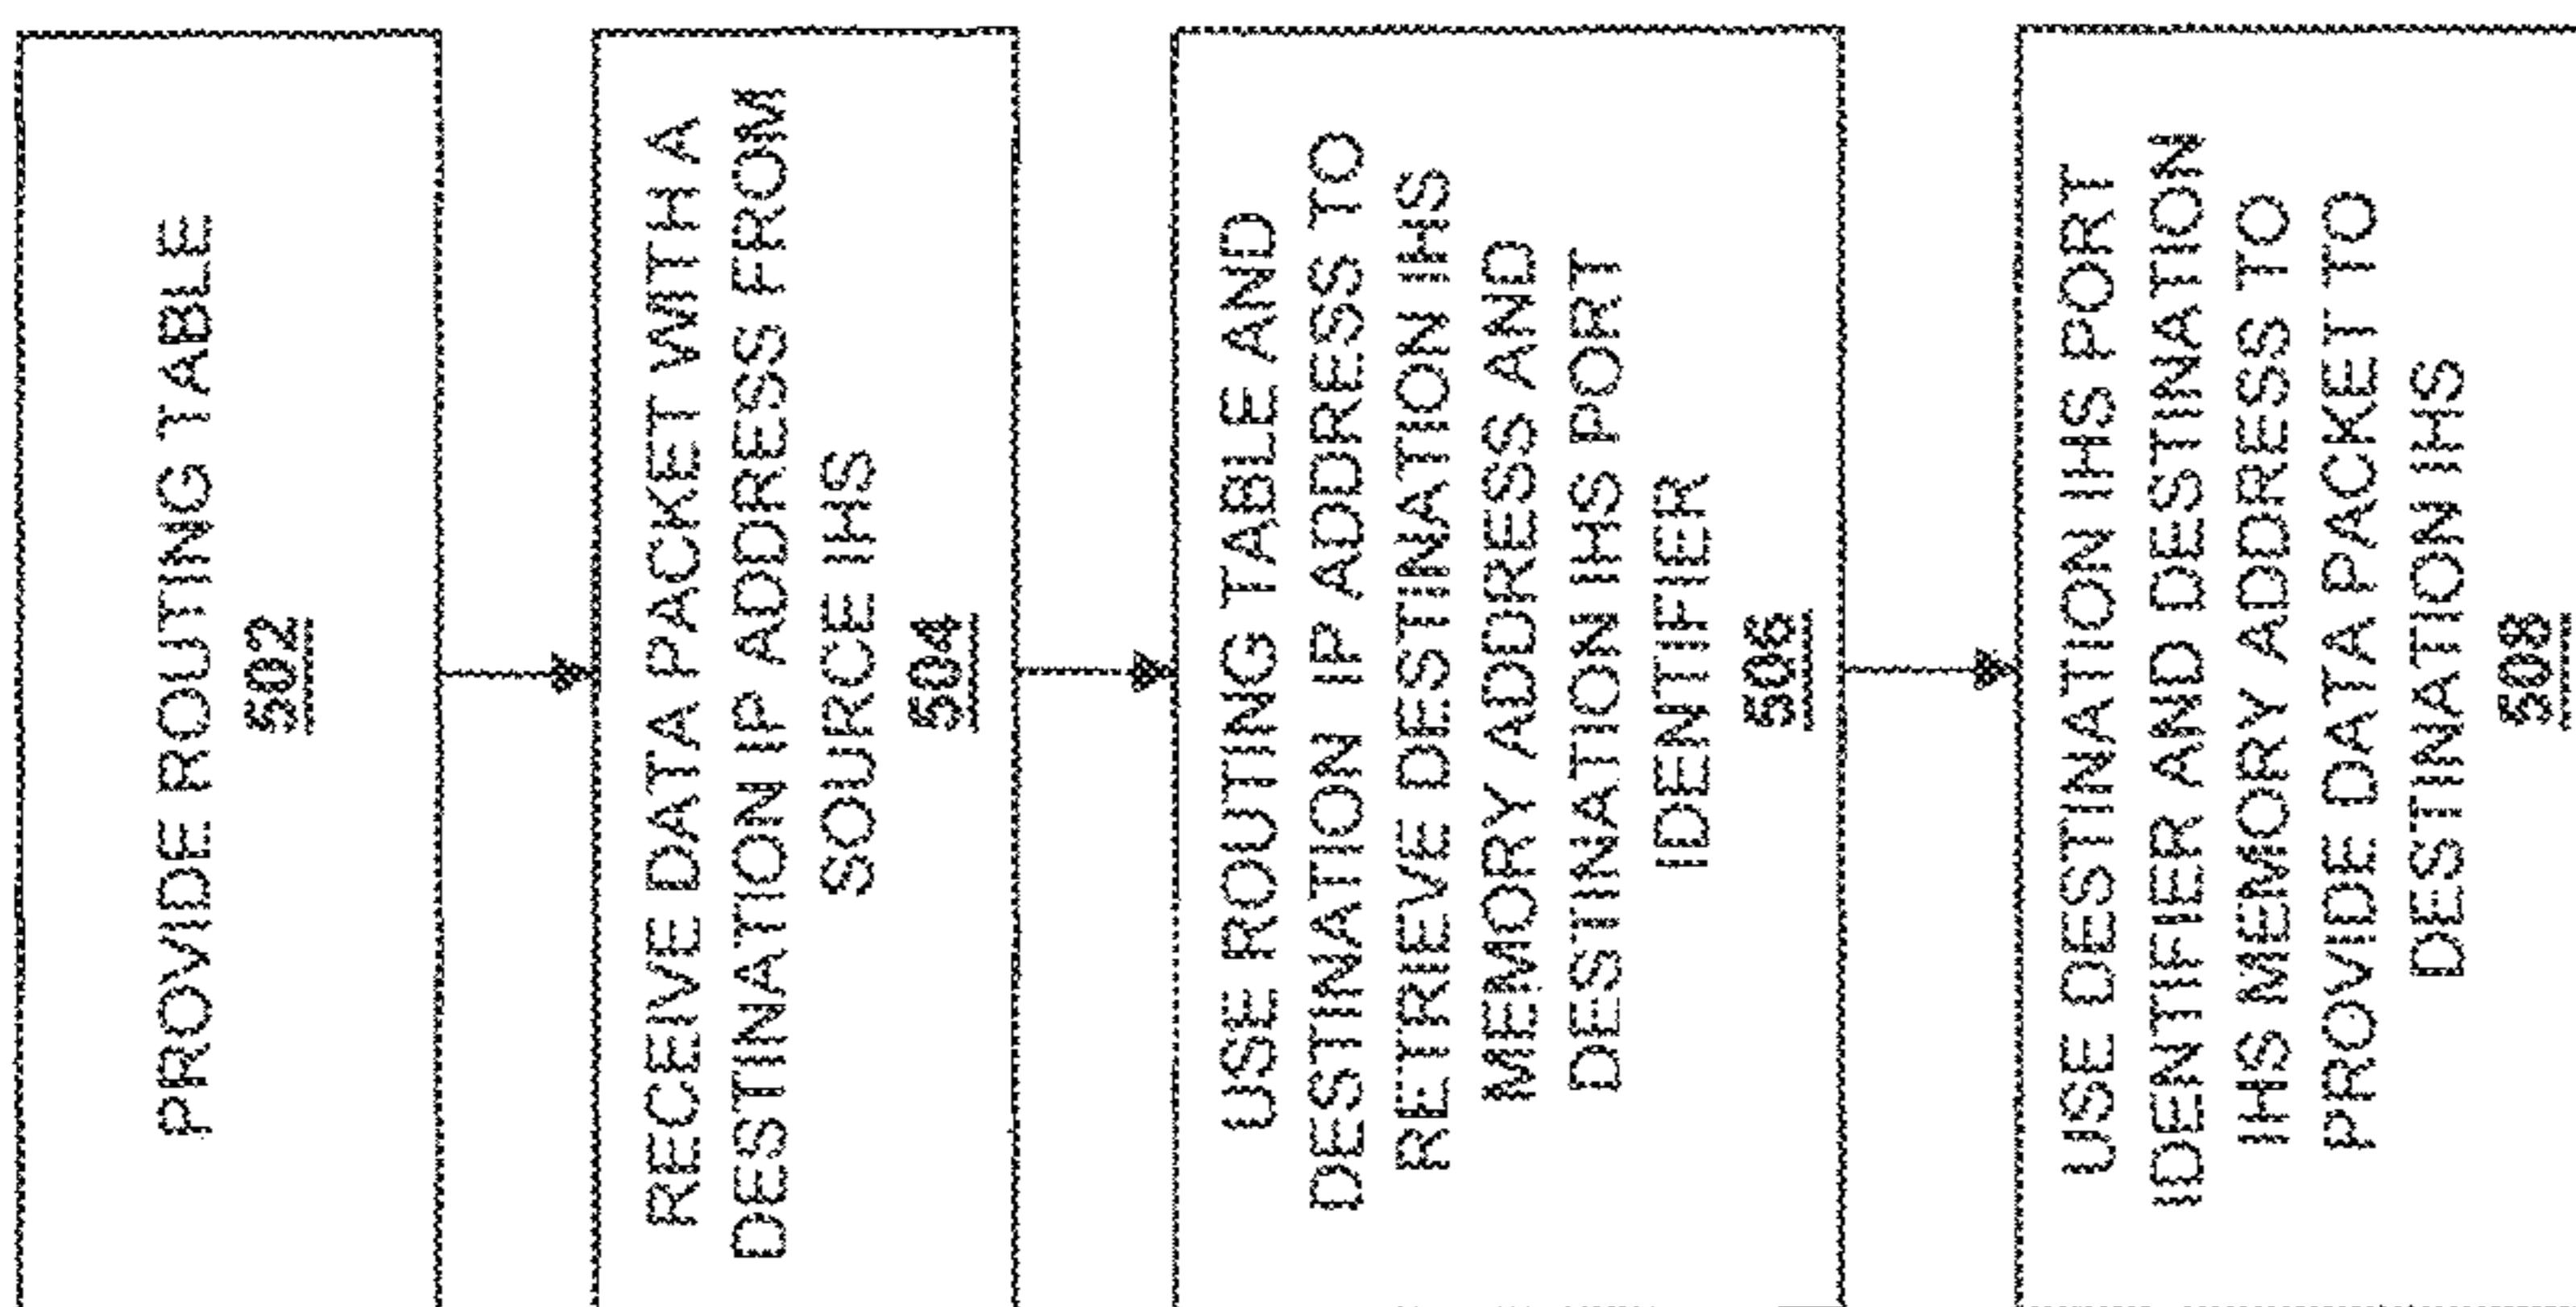 PROVIDE ROUTING TABLE
502
RECEIVE DATA PACKET WITH A
DESTINATION IP ADDRESS FROM
SOURCE IHS
504
USE ROUTING TABLE AND
DESTINATION IP ADDRESS TO
RETRIEVE DESTINATION IHS
MEMORY ADDRESS AND
DESTINATION IHS PORT
IDENTIFIER
506
USE DESTINATION IHS PORT
IDENTIFIER AND DESTINATION
IHS MEMORY ADDRESS TO
PROVIDE DATA PACKET TO
DESTINATION IHS
508